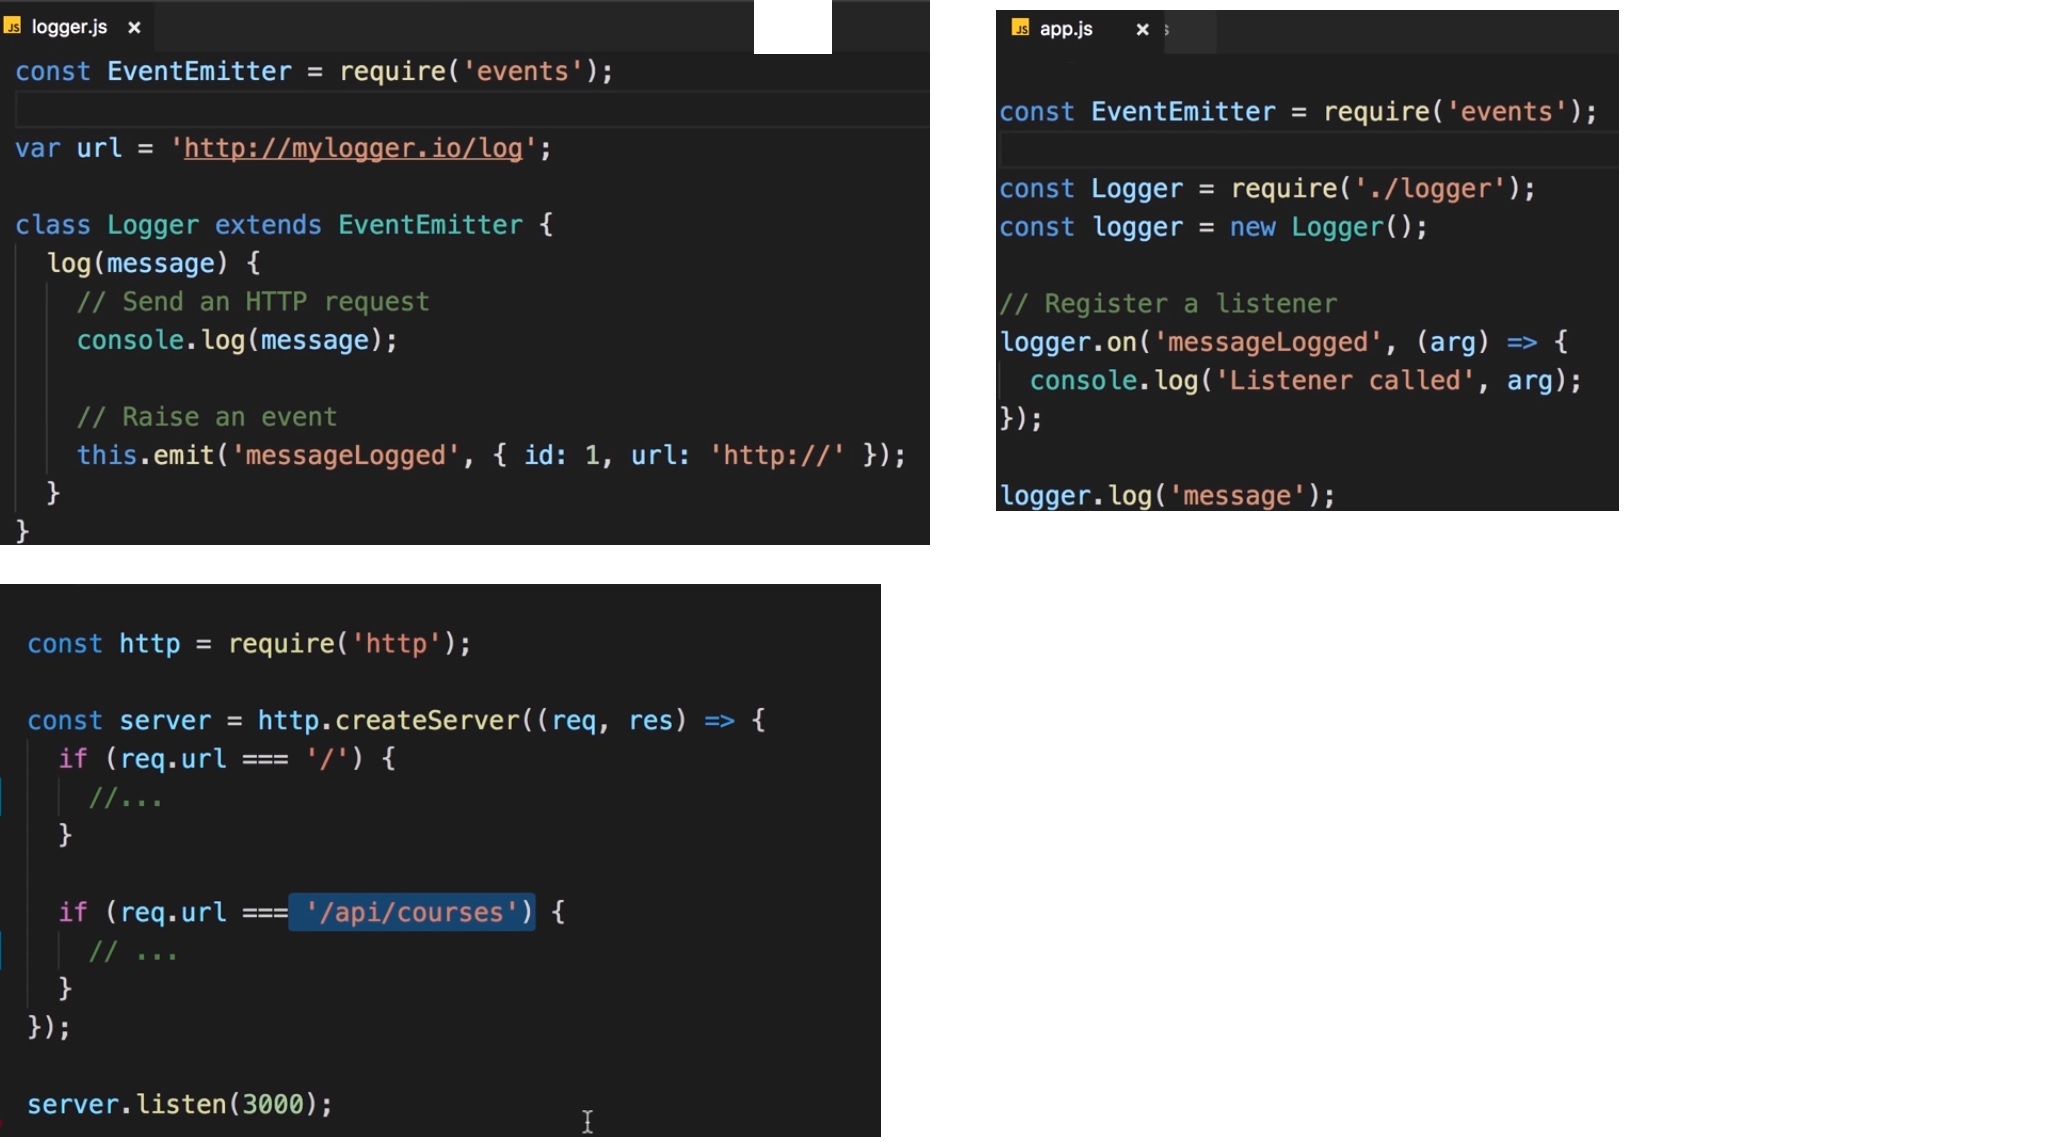 logger.js ×
const EventEmitter = require('events');
var url = 'http://mylogger.io/log';
class Logger extends EventEmitter {
log(message) {
// Send an HTTP request
console.log(message);
// Raise an event
this.emit('messageLogged', { id: 1, url: 'http://' });
}
}
app.js ×
const EventEmitter = require('events');
const Logger = require('./logger');
const logger = new Logger();
// Register a listener
logger.on('messageLogged', (arg) => {
console.log('Listener called', arg);
});
logger.log('message');
const http = require('http');
const server = http.createServer((req, res) => {
if (req.url === '/') {
//...
}
if (req.url === '/api/courses') {
// ...
}
});
server.listen(3000);